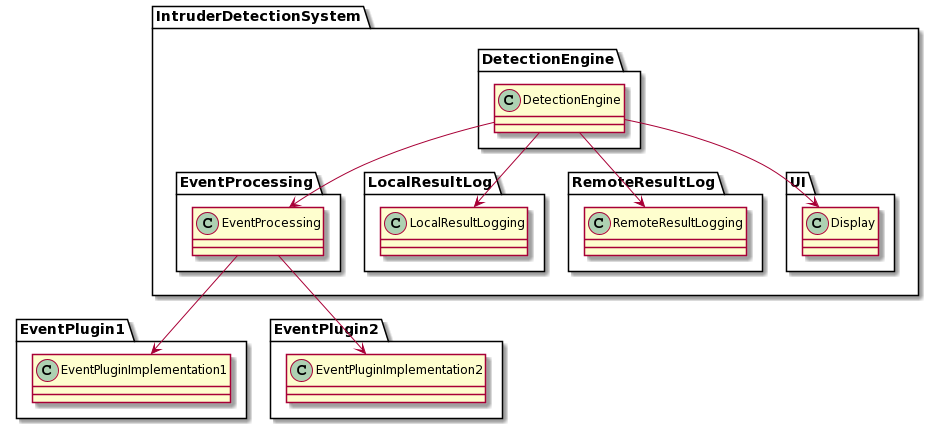 IntruderDetectionSystem
DetectionEngine
C DetectionEngine
EventProcessing
LocalResultLog
RemoteResultLog
UI
C EventProcessing
C LocalResultLogging
C RemoteResultLogging
C Display
EventPlugin1
EventPlugin2
C EventPluginImplementation1
C EventPluginImplementation2